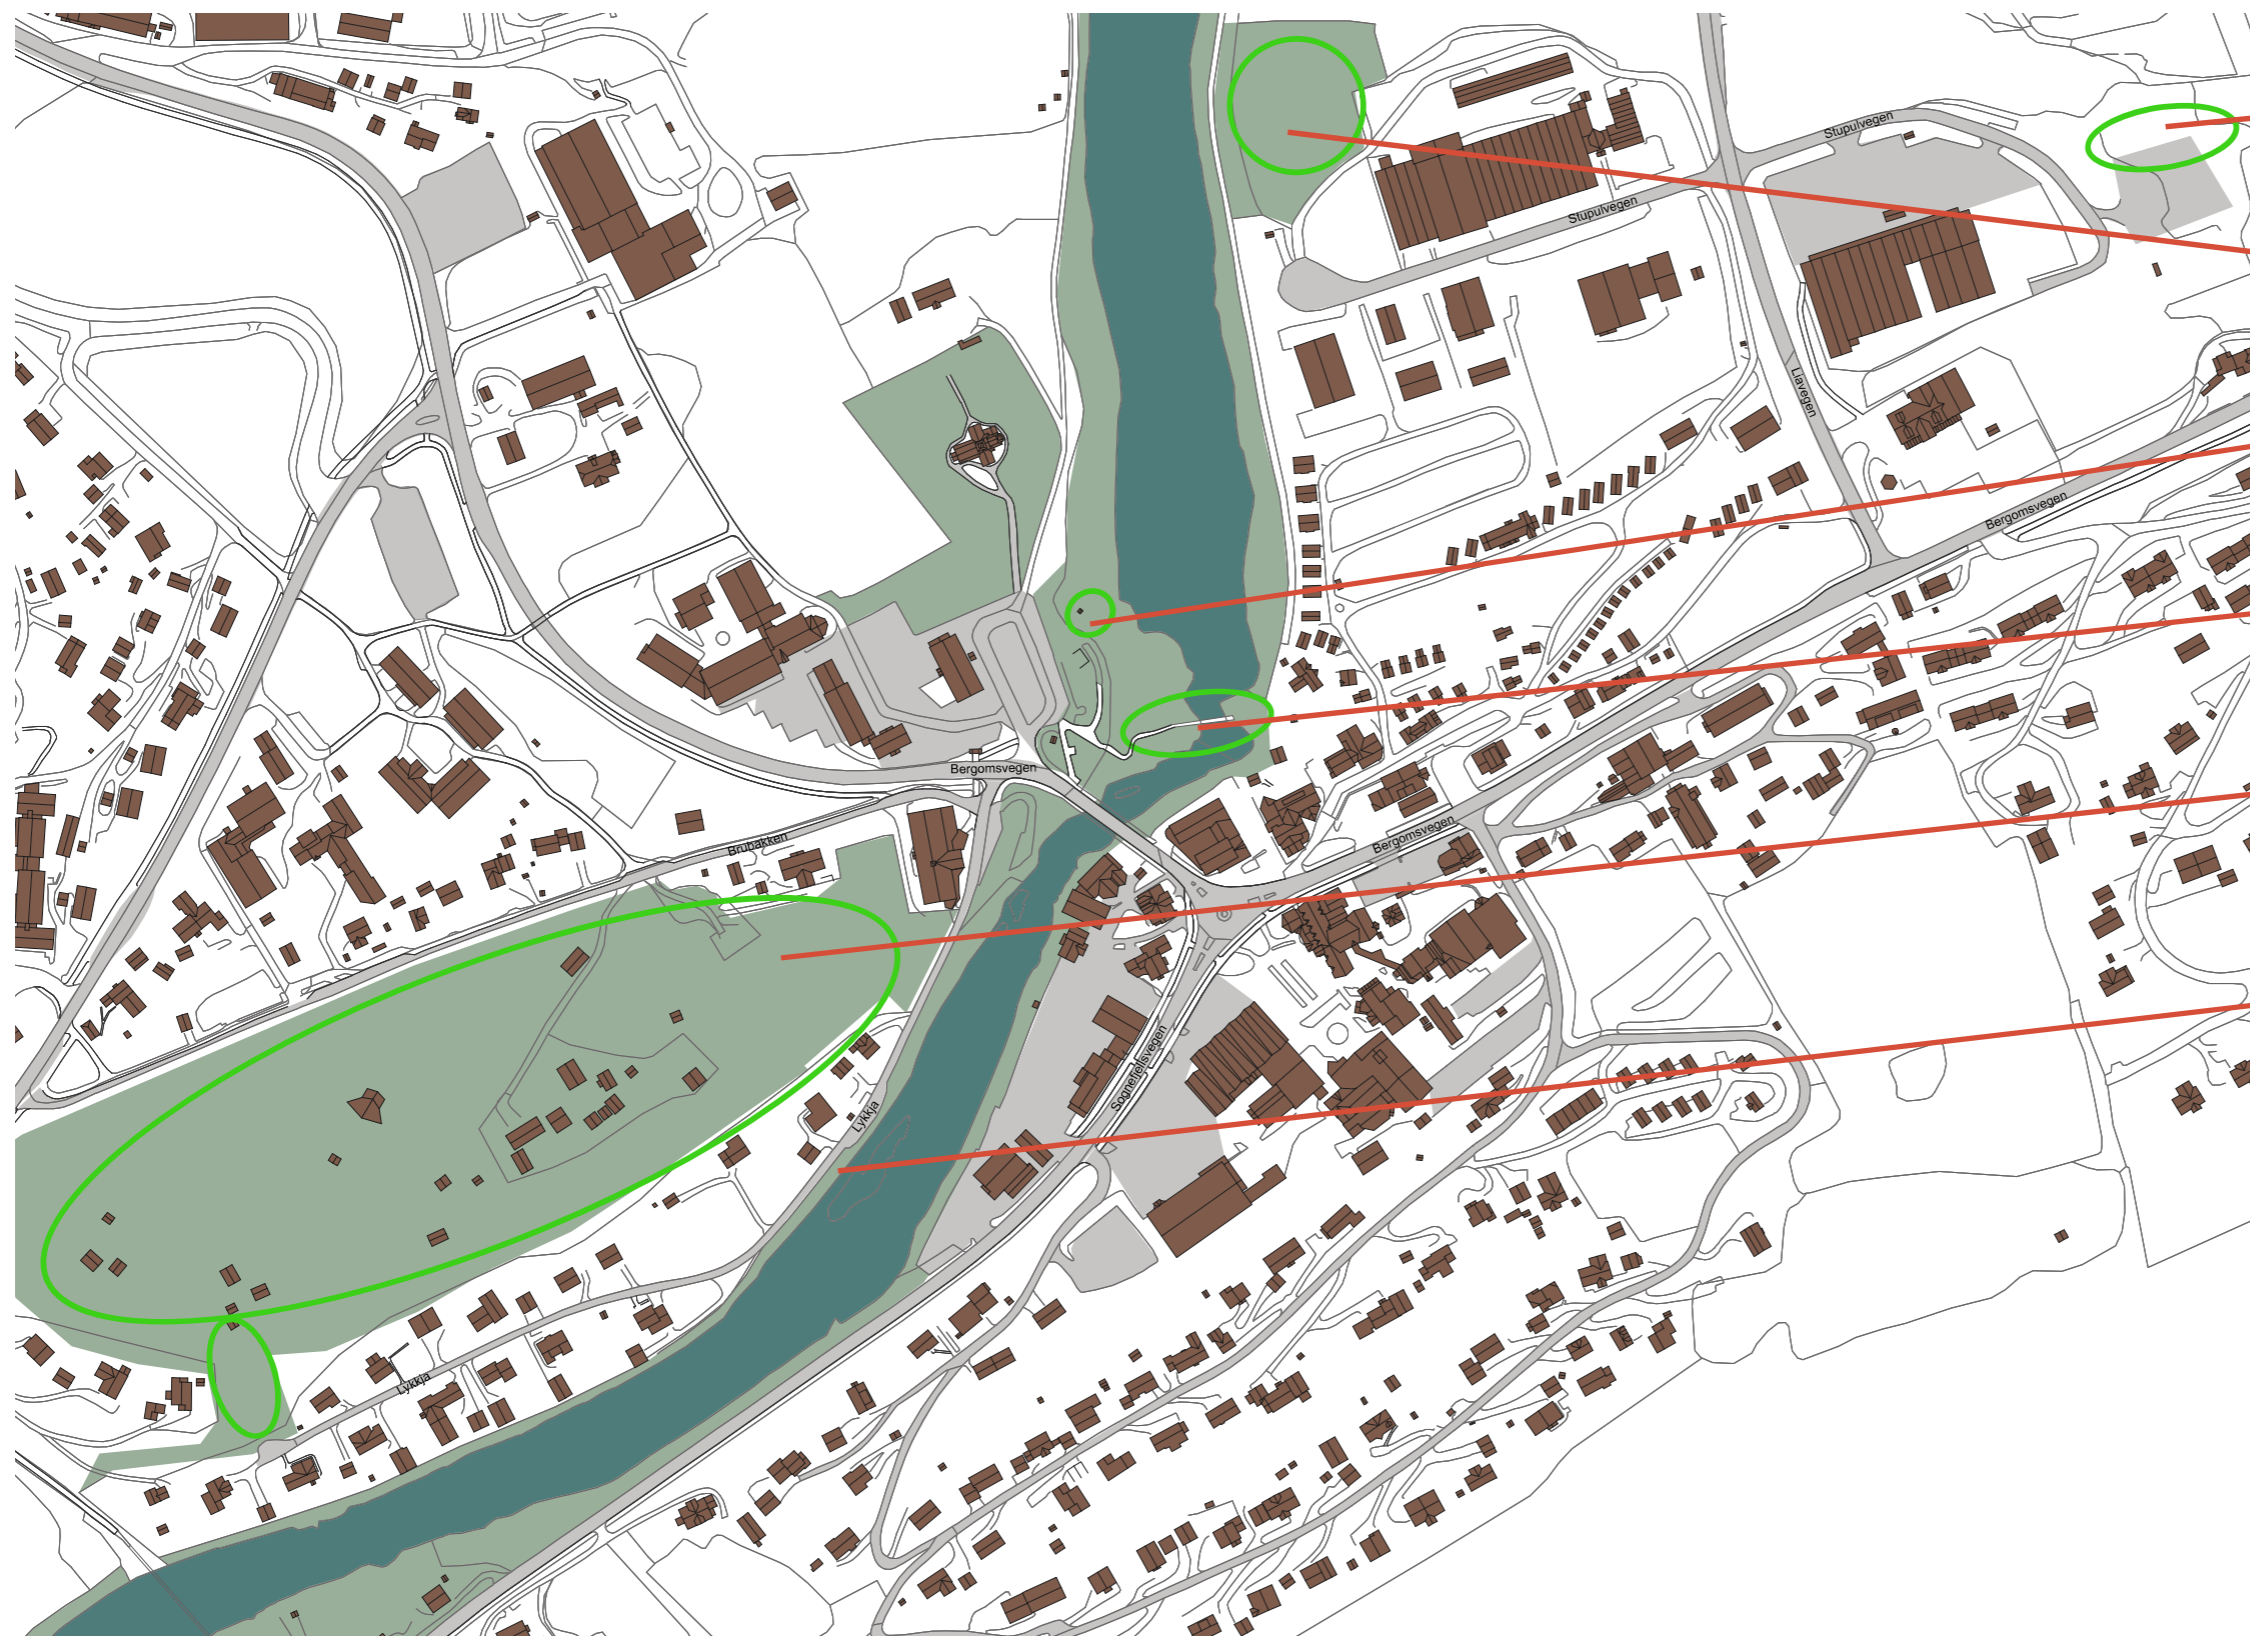 Stupulvegen
Stupulvegen
Liavegen
Bergomsvegen
Bergomsvegen
Bergomsvegen
Brubakken
Sognefjellsvegen
Lykkja
Lykkja